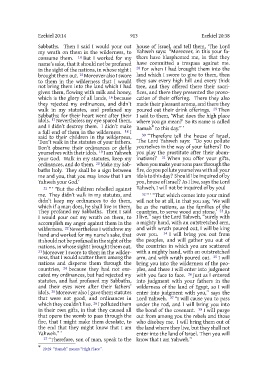 Ezekiel 20:14
923
Ezekiel 20:38
Sabbaths. Then I said I would pour out
my wrath on them in the wilderness, to
consume them. 14 But I worked for my
name's sake, that it should not be profaned
in the sight of the nations, in whose sight I
brought them out. 15 Moreover also I swore
to them in the wilderness that I would
not bring them into the land which I had
given them, flowing with milk and honey,
which is the glory of all lands, 16 because
they rejected my ordinances, and didn't
walk in my statutes, and profaned my
Sabbaths; for their heart went after their
idols. 17 Nevertheless my eye spared them,
and I didn't destroy them. I didn't make
a full end of them in the wilderness. 18 I
said to their children in the wilderness,
"Don't walk in the statutes of your fathers.
Don't observe their ordinances or defile
yourselves with their idols. 19 I am Yahweh
your God. Walk in my statutes, keep my
ordinances, and do them. 20 Make my Sab-
baths holy. They shall be a sign between
me and you, that you may know that I am
Yahweh your God."
21 "'"But the children rebelled against
me. They didn't walk in my statutes, and
didn't keep my ordinances to do them,
which if a man does, he shall live in them.
They profaned my Sabbaths. Then I said
I would pour out my wrath on them, to
accomplish my anger against them in the
wilderness. 22 Nevertheless I withdrew my
hand and worked for my name's sake, that
it should not be profaned in the sight of the
nations, in whose sight I brought them out.
23 Moreover I swore to them in the wilder-
ness, that I would scatter them among the
nations and disperse them through the
countries, 24 because they had not exe-
cuted my ordinances, but had rejected my
statutes, and had profaned my Sabbaths,
and their eyes were after their fathers'
idols. 25 Moreover also I gave them statutes
that were not good, and ordinances in
which they couldn't live. 26 I polluted them
in their own gifts, in that they caused all
that opens the womb to pass through the
fire, that I might make them desolate, to
the end that they might know that I am
Yahweh."'
27 "Therefore, son of man, speak to the
house of Israel, and tell them, 'The Lord
Yahweh says: "Moreover, in this your fa-
thers have blasphemed me, in that they
have committed a trespass against me.
28 For when I had brought them into the
land which I swore to give to them, then
they saw every high hill and every thick
tree, and they offered there their sacri-
fices, and there they presented the provo-
cation of their offering. There they also
made their pleasant aroma, and there they
poured out their drink offerings. 29 Then
I said to them, 'What does the high place
where you go mean?' So its name is called
Bamah to this day."'
30 "Therefore tell the house of Israel,
'The Lord Yahweh says: "Do you pollute
yourselves in the way of your fathers? Do
you play the prostitute after their abomi-
nations? 31 When you offer your gifts,
when you make your sons pass through the
fire, do you pollute yourselves with all your
idols to this day? Should I be inquired of by
you, house of Israel? As I live, says the Lord
Yahweh, I will not be inquired of by you!
32 "'"That which comes into your mind
will not be at all, in that you say, 'We will
be as the nations, as the families of the
countries, to serve wood and stone.' 33 As
I live," says the Lord Yahweh, "surely with
a mighty hand, with an outstretched arm,
and with wrath poured out, I will be king
over you. 34 I will bring you out from
the peoples, and will gather you out of
the countries in which you are scattered
with a mighty hand, with an outstretched
arm, and with wrath poured out. 35 I will
bring you into the wilderness of the peo-
ples, and there I will enter into judgment
with you face to face. 36 Just as I entered
into judgment with your fathers in the
wilderness of the land of Egypt, so I will
enter into judgment with you," says the
Lord Yahweh. 37 "I will cause you to pass
under the rod, and I will bring you into
the bond of the covenant. 38 I will purge
out from among you the rebels and those
who disobey me. I will bring them out of
the land where they live, but they shall not
enter into the land of Israel. Then you will
know that I am Yahweh."
20:29 "Bamah" means "High Place".